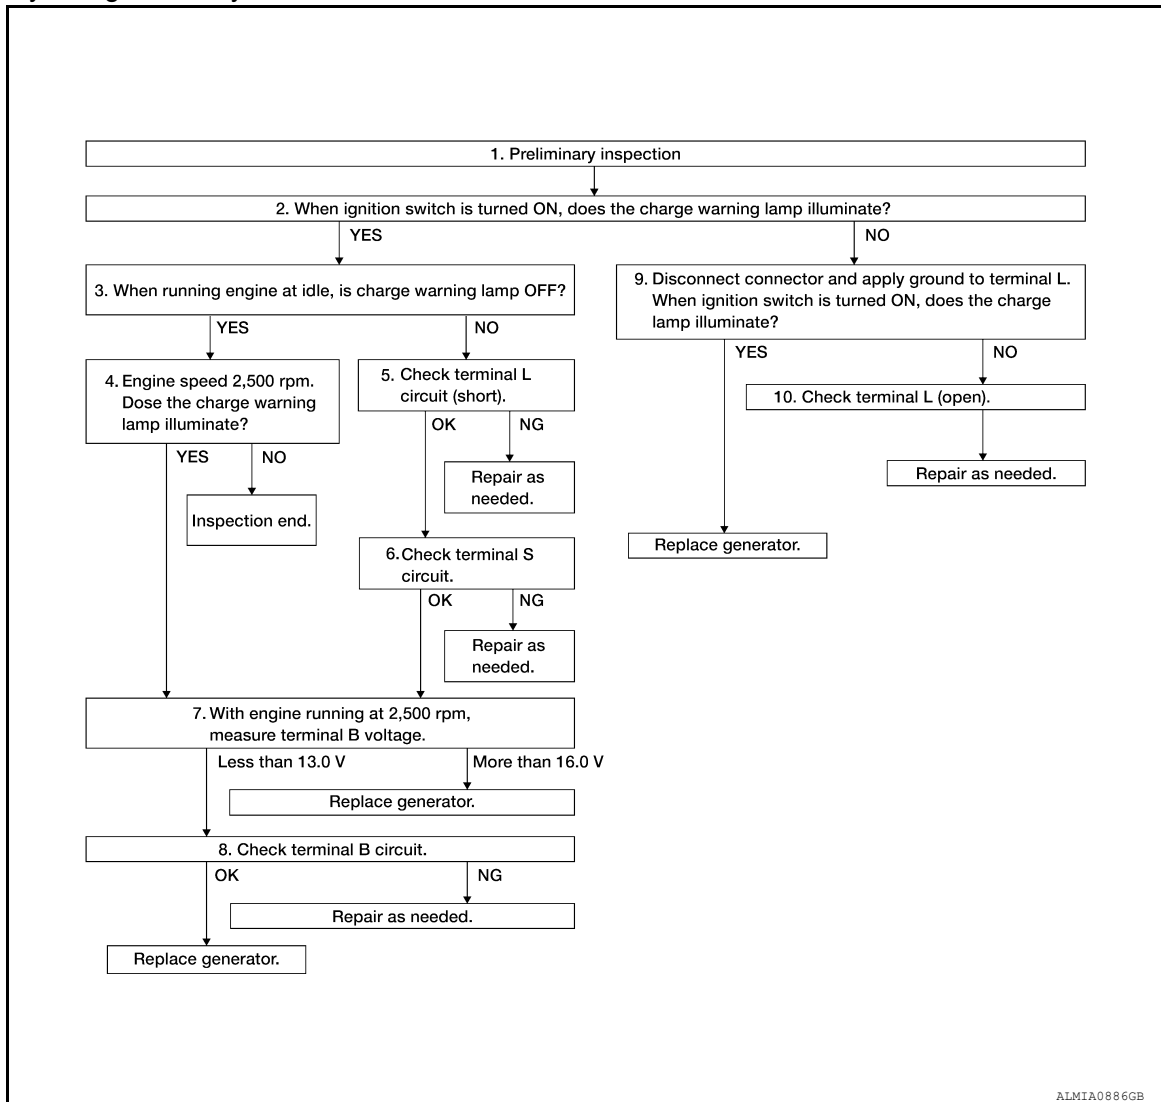 1. Preliminary inspection
2. When ignition switch is turned ON, does the charge warning lamp illuminate?
YES
NO
3. When running engine at idle, is charge warning lamp OFF?
9. Disconnect connector and apply ground to terminal L.
When ignition switch is turned ON, does the charge
lamp illuminate?
YES
NO
YES
NO
4. Engine speed 2,500 rpm.
Dose the charge warning
lamp illuminate?
5. Check terminal L
circuit (short).
10. Check terminal L (open).
OK
NG
YES
NO
Repair as
needed.
Repair as needed.
Inspection end.
Replace generator.
6. Check terminal S
circuit.
OK
NG
Repair as
needed.
7. With engine running at 2,500 rpm,
measure terminal B voltage.
Less than 13.0 V
More than 16.0 V
Replace generator.
8. Check terminal B circuit.
OK
NG
Repair as needed.
Replace generator.
ALMIA0886GB